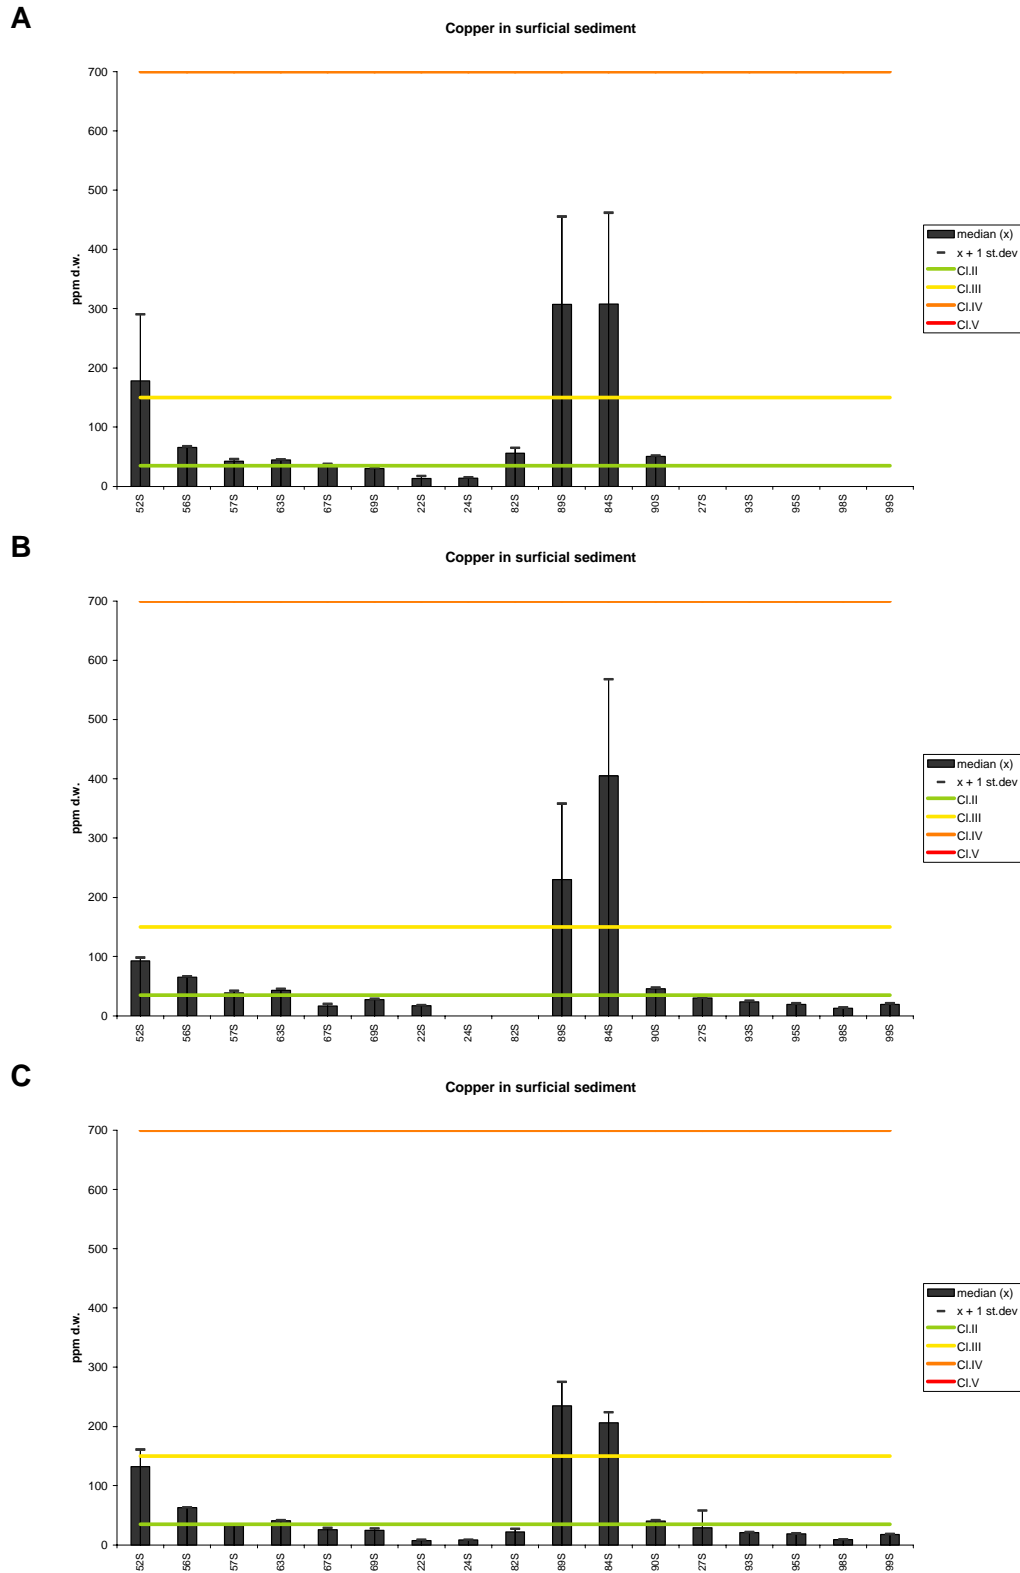 A
Copper in surficial sediment
700
600
500
400
300
200
100
0
ppm d.w.
52S
56S
57S
63S
67S
69S
22S
24S
82S
89S
84S
90S
27S
93S
95S
98S
99S
median (x)
x + 1 st.dev
Cl.II
Cl.III
Cl.IV
Cl.V
B
Copper in surficial sediment
700
600
500
400
300
200
100
0
ppm d.w.
52S
56S
57S
63S
67S
69S
22S
24S
82S
89S
84S
90S
27S
93S
95S
98S
99S
median (x)
x + 1 st.dev
Cl.II
Cl.III
Cl.IV
Cl.V
C
Copper in surficial sediment
700
600
500
400
300
200
100
0
ppm d.w.
52S
56S
57S
63S
67S
69S
22S
24S
82S
89S
84S
90S
27S
93S
95S
98S
99S
median (x)
x + 1 st.dev
Cl.II
Cl.III
Cl.IV
Cl.V